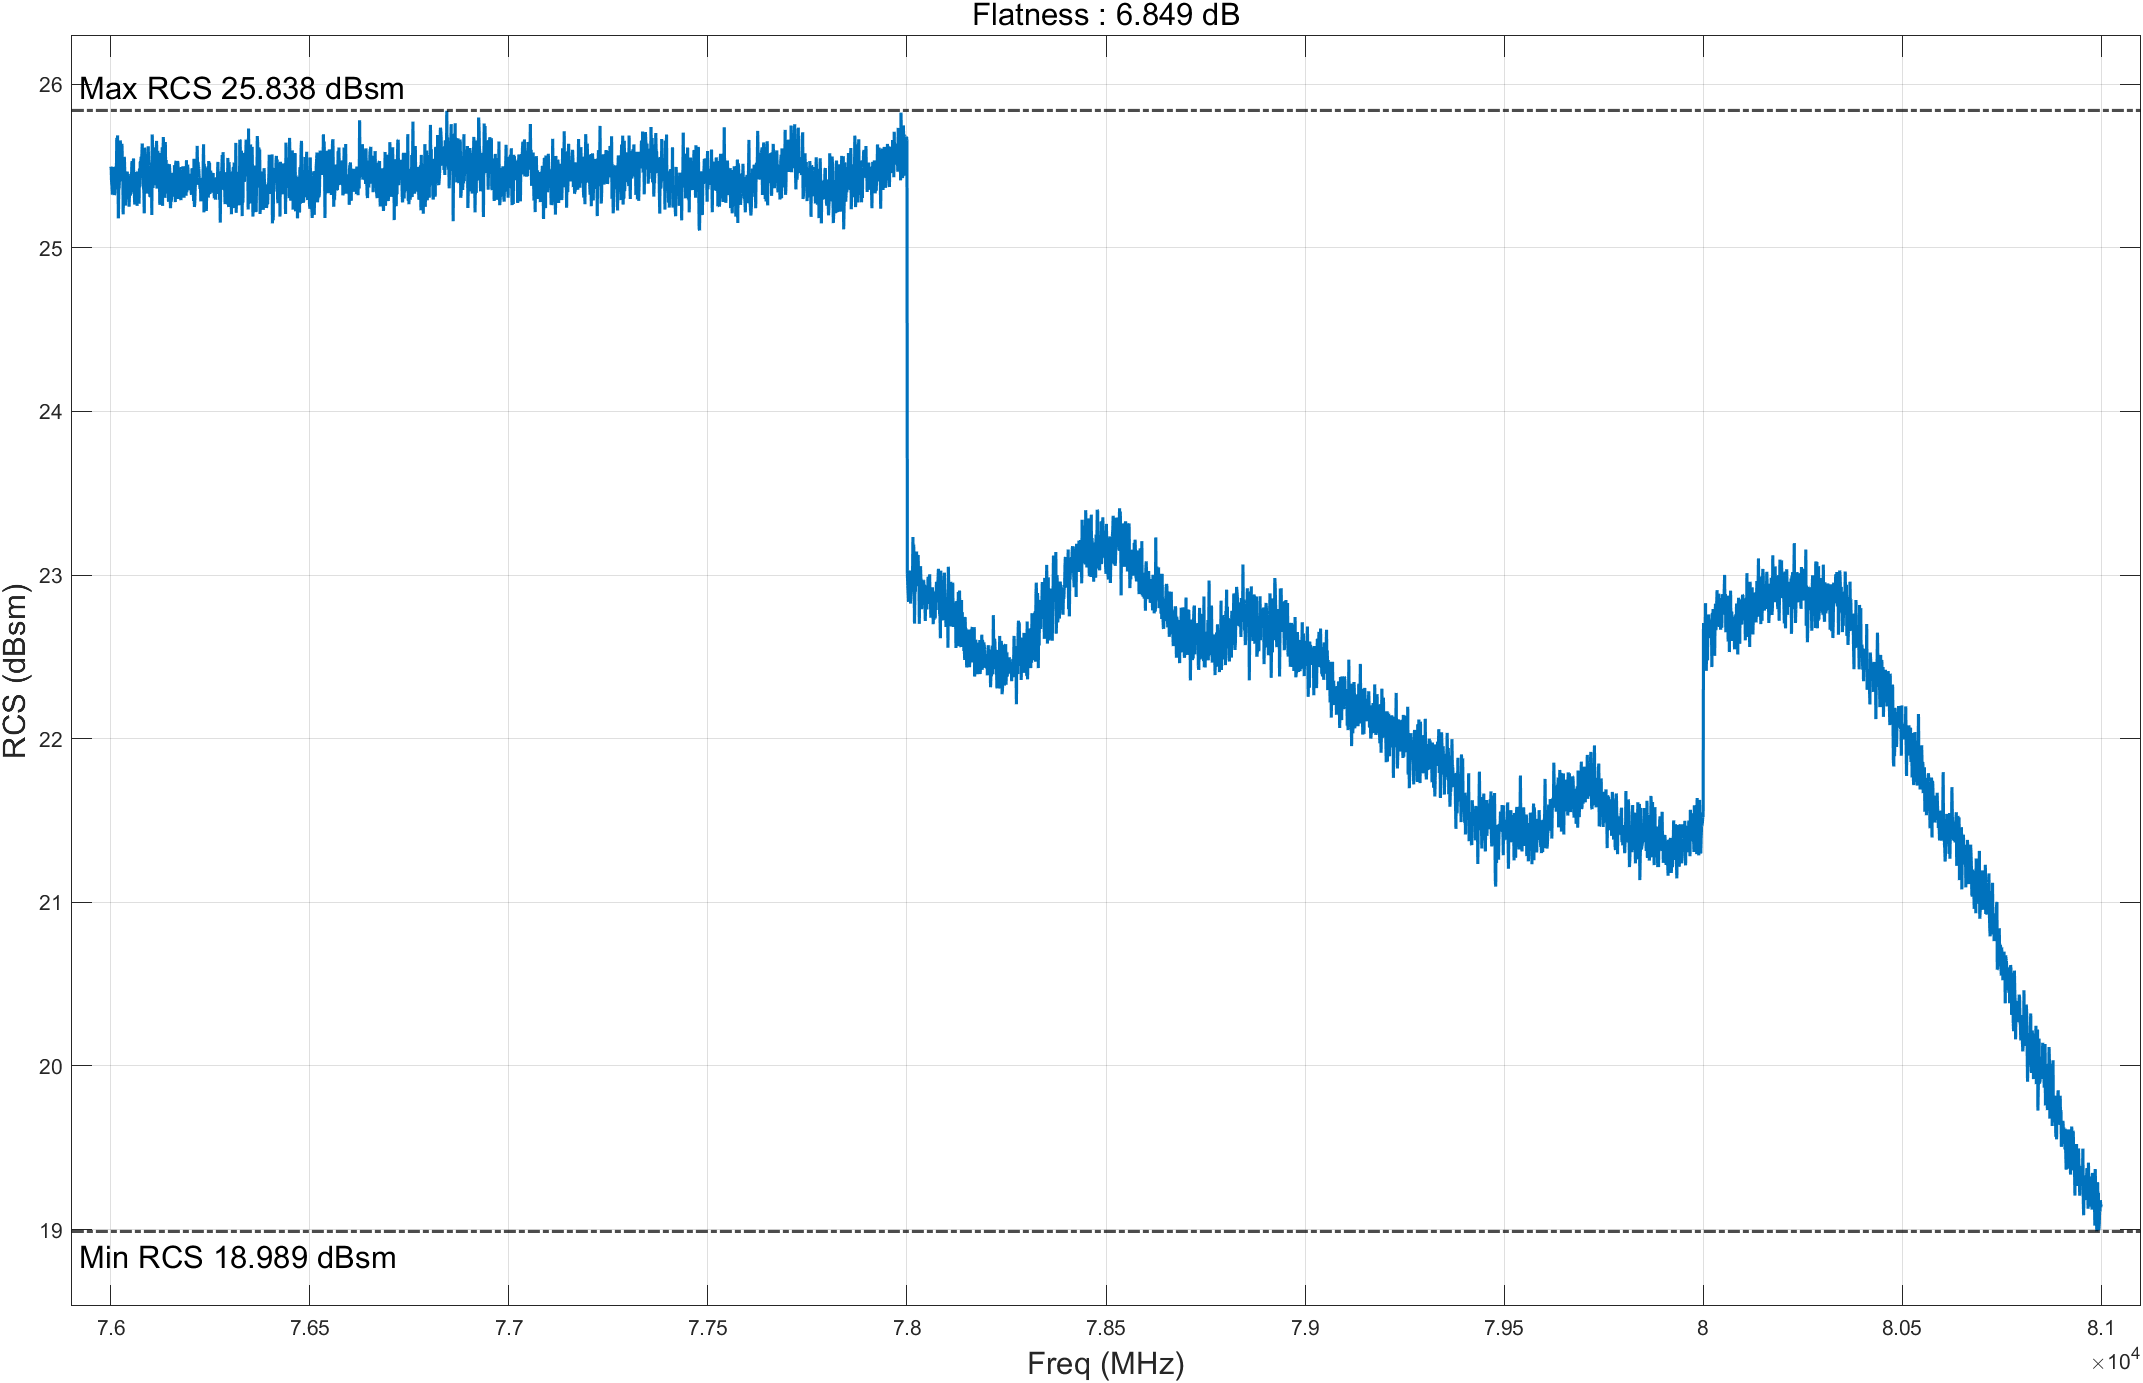 Flatness : 6.849 dB
Max RCS 25.838 dBsm
26
25
24
23
22
21
20
19
RCS (dBsm)
Min RCS 18.989 dBsm
7.6 7.65 7.7 7.75 7.8 7.85 7.9 7.95 8 8.05 8.1
Freq (MHz)
×10⁴